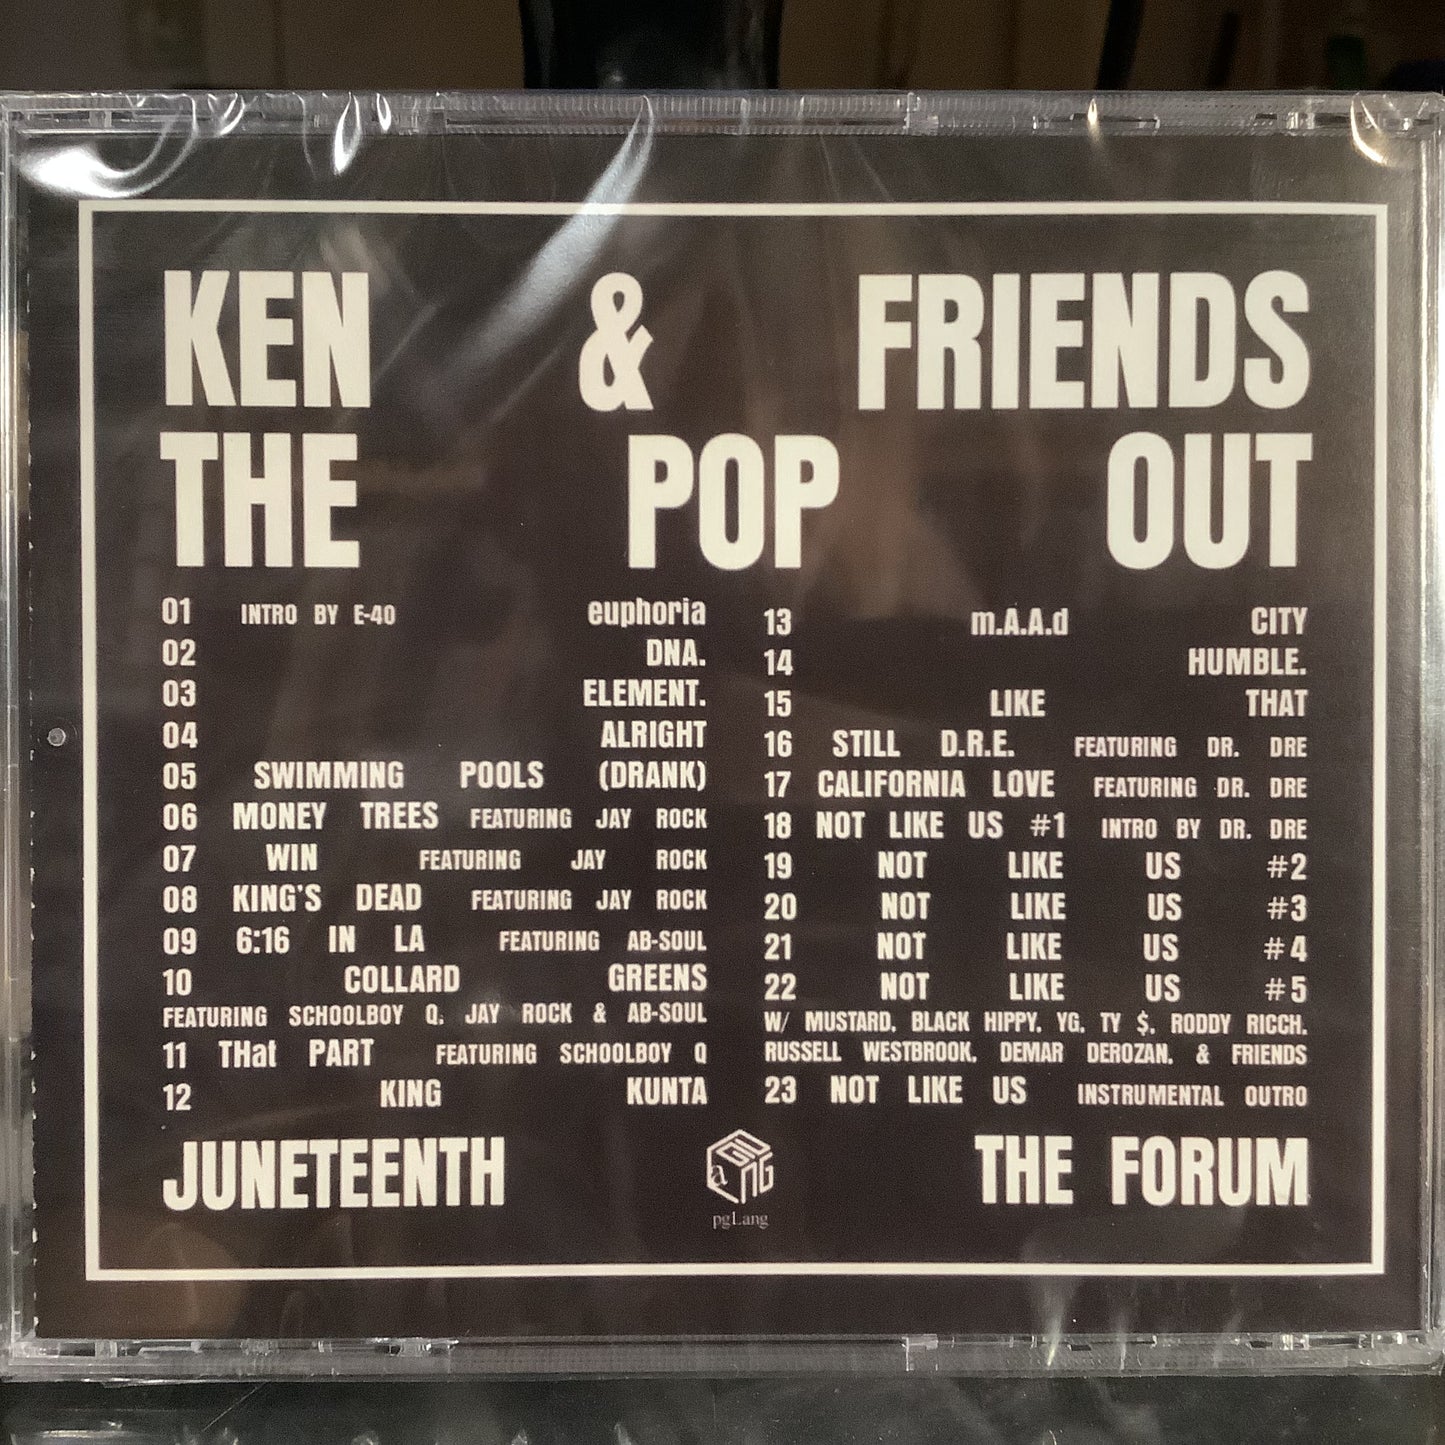 KEN & FRIENDS
THE POP OUT
01 INTRO BY E-40 euphoria
02 DNA.
03 ELEMENT.
04 ALRIGHT
05 SWIMMING POOLS (DRANK)
06 MONEY TREES FEATURING JAY ROCK
07 WIN FEATURING JAY ROCK
08 KING'S DEAD FEATURING JAY ROCK
09 6:16 IN LA FEATURING AB-SOUL
10 COLLARD GREENS
FEATURING SCHOOLBOY Q, JAY ROCK & AB-SOUL
11 THat PART FEATURING SCHOOLBOY Q
12 KING KUNTA
13 m.A.A.d CITY
14 HUMBLE.
15 LIKE THAT
16 STILL D.R.E. FEATURING DR. DRE
17 CALIFORNIA LOVE FEATURING DR. DRE
18 NOT LIKE US #1 INTRO BY DR. DRE
19 NOT LIKE US #2
20 NOT LIKE US #3
21 NOT LIKE US #4
22 NOT LIKE US #5
W/ MUSTARD, BLACK HIPPY, YG, TY $, RODDY RICCH,
RUSSELL WESTBROOK, DEMAR DEROZAN, & FRIENDS
23 NOT LIKE US INSTRUMENTAL OUTRO
JUNETEENTH
pgLang
THE FORUM